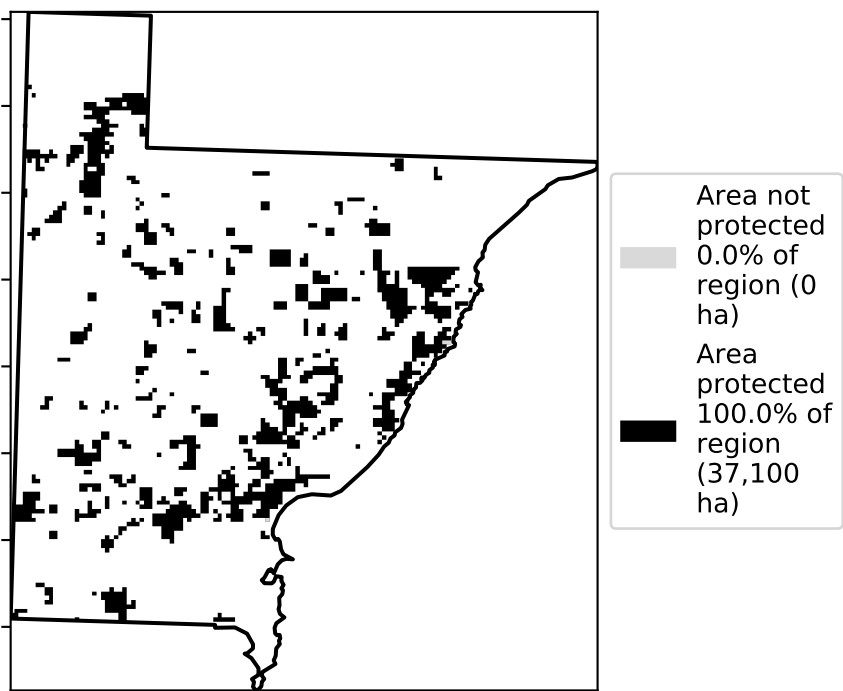 Area not
protected
0.0% of
region (0
ha)
Area
protected
100.0% of
region
(37,100
ha)